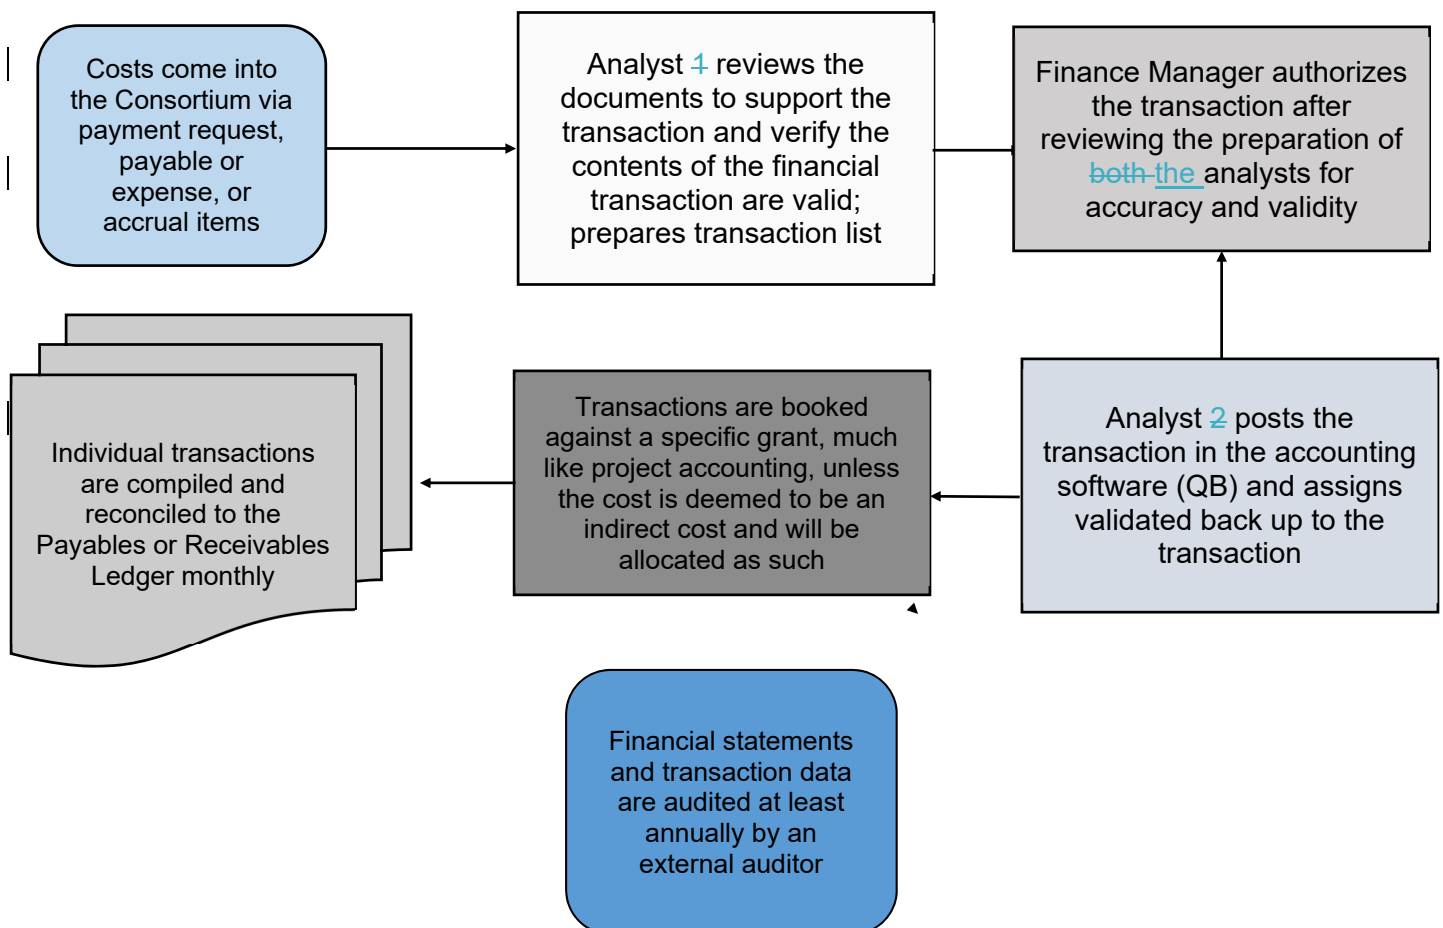 Costs come into
the Consortium via
payment request,
payable or
expense, or
accrual items
Analyst 1 reviews the
documents to support the
transaction and verify the
contents of the financial
transaction are valid;
prepares transaction list
Finance Manager authorizes
the transaction after
reviewing the preparation of
both the analysts for
accuracy and validity
Individual transactions
are compiled and
reconciled to the
Payables or Receivables
Ledger monthly
Transactions are booked
against a specific grant, much
like project accounting, unless
the cost is deemed to be an
indirect cost and will be
allocated as such
Analyst 2 posts the
transaction in the accounting
software (QB) and assigns
validated back up to the
transaction
Financial statements
and transaction data
are audited at least
annually by an
external auditor